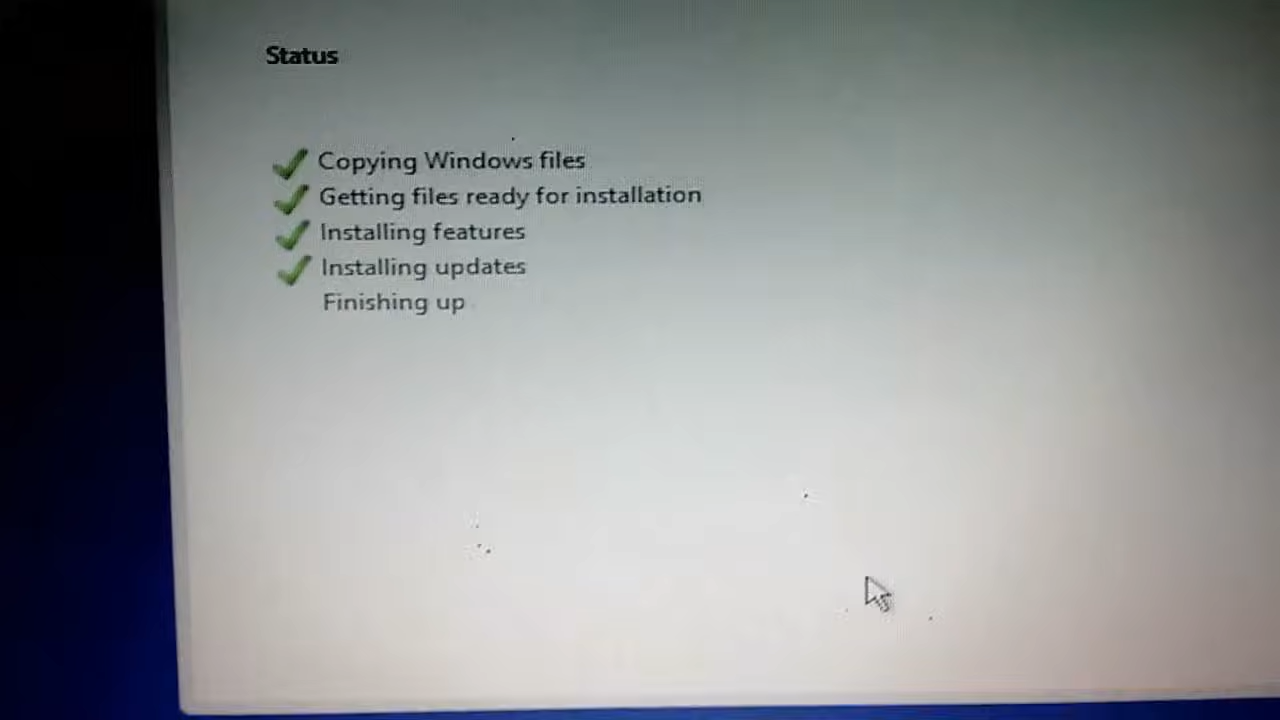 Status
Copying Windows files
Getting files ready for installation
Installing features
Installing updates
Finishing up